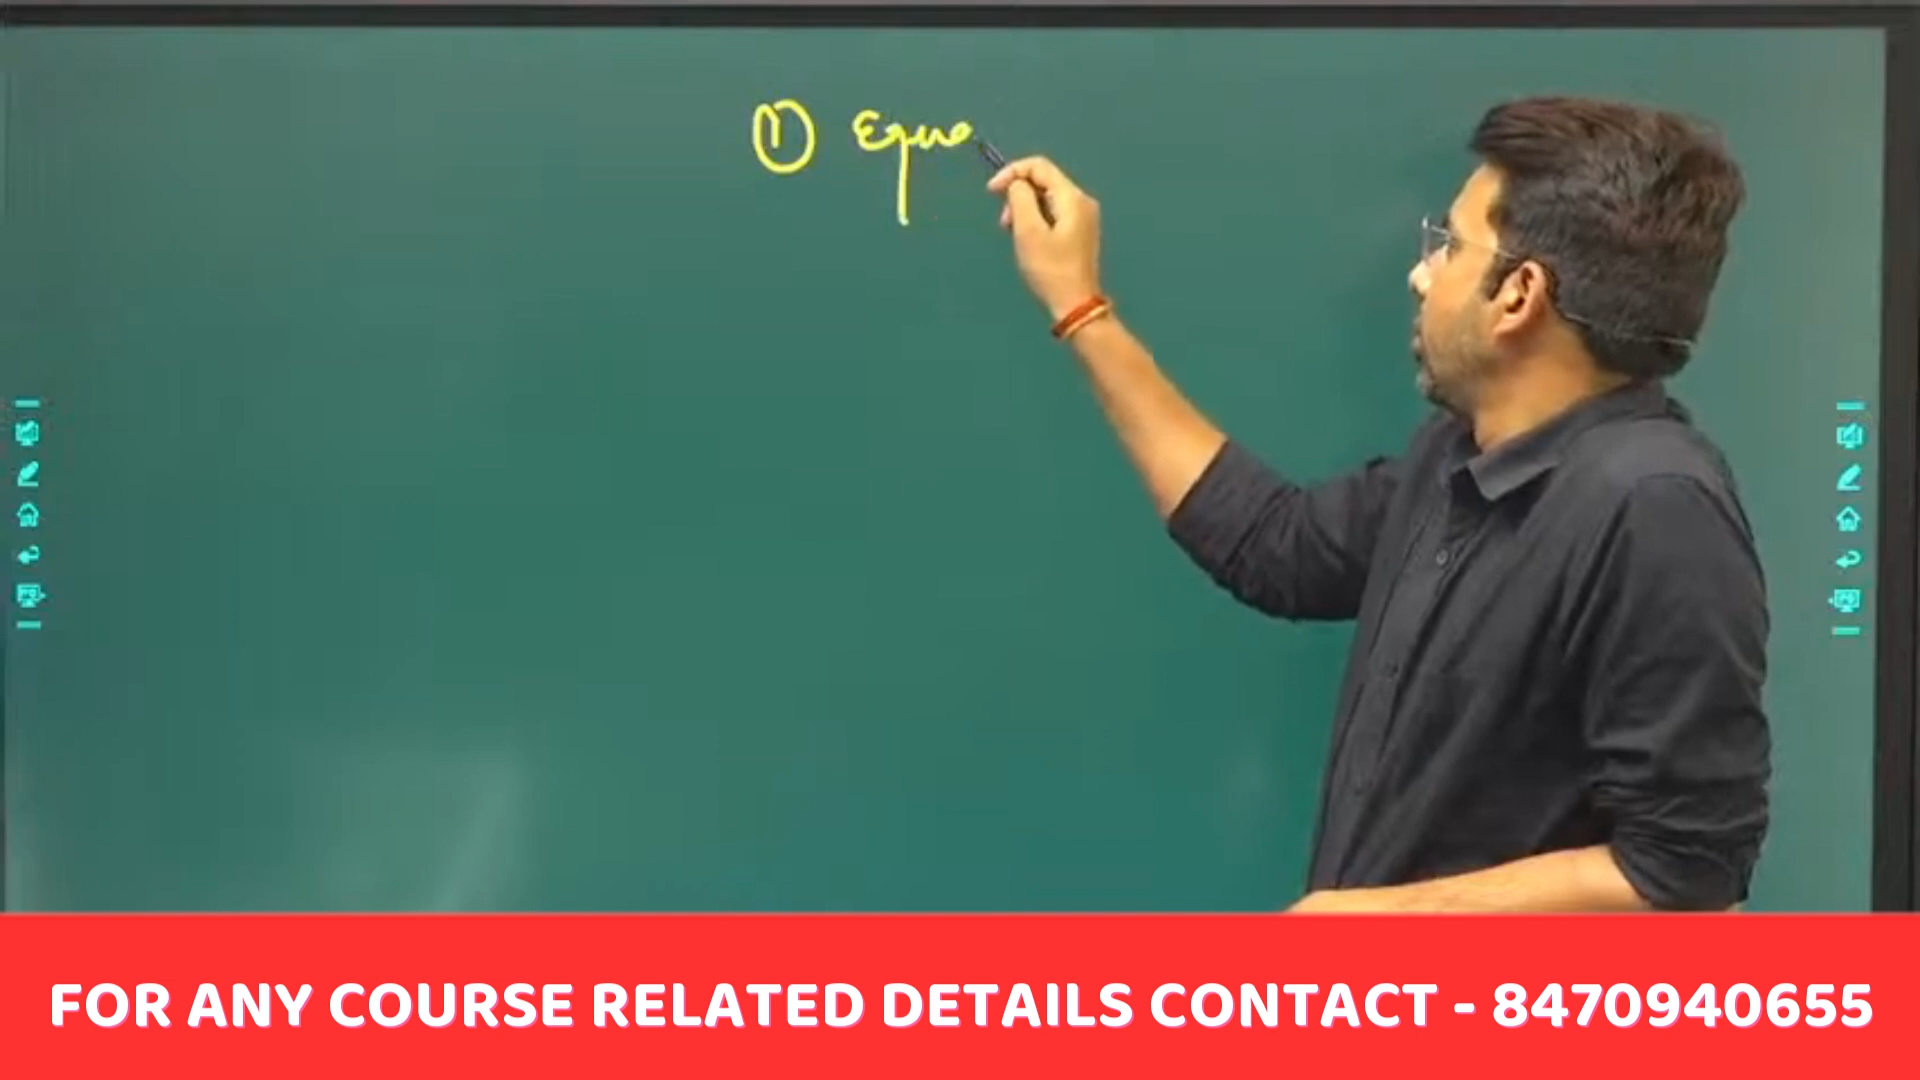 ① Equa
FOR ANY COURSE RELATED DETAILS CONTACT - 8470940655